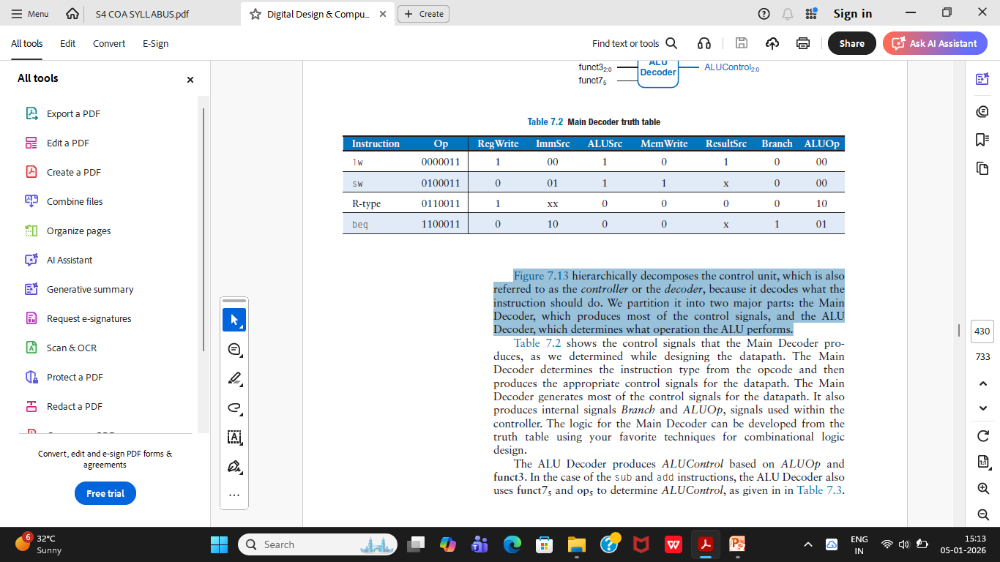 Menu
S4 COA SYLLABUS.pdf
Digital Design & Compu...
Create
Sign in
All tools
Edit
Convert
E-Sign
Find text or tools
Share
Ask AI Assistant
All tools
Export a PDF
Edit a PDF
Create a PDF
Combine files
Organize pages
AI Assistant
Generative summary
Request e-signatures
Scan & OCR
Protect a PDF
Redact a PDF
Convert, edit and e-sign PDF forms &
agreements
Free trial
funct3₂:₀
funct7₅
ALU
Decoder
ALUControl₂:₀
Table 7.2 Main Decoder truth table
Instruction Op RegWrite ImmSrc ALUSrc MemWrite ResultSrc Branch ALUOp
lw 0000011 1 00 1 0 1 0 00
sw 0100011 0 01 1 1 x 0 00
R-type 0110011 1 xx 0 0 0 0 10
beq 1100011 0 10 0 0 x 1 01
Figure 7.13 hierarchically decomposes the control unit, which is also
referred to as the controller or the decoder, because it decodes what the
instruction should do. We partition it into two major parts: the Main
Decoder, which produces most of the control signals, and the ALU
Decoder, which determines what operation the ALU performs.
Table 7.2 shows the control signals that the Main Decoder pro-
duces, as we determined while designing the datapath. The Main
Decoder determines the instruction type from the opcode and then
produces the appropriate control signals for the datapath. The Main
Decoder generates most of the control signals for the datapath. It also
produces internal signals Branch and ALUOp, signals used within the
controller. The logic for the Main Decoder can be developed from the
truth table using your favorite techniques for combinational logic
design.
The ALU Decoder produces ALUControl based on ALUOp and
funct3. In the case of the sub and add instructions, the ALU Decoder also
uses funct7₅ and op₅ to determine ALUControl, as given in in Table 7.3.
430
733
1:1
6
32°C
Sunny
Search
ENG
IN
15:13
05-01-2026